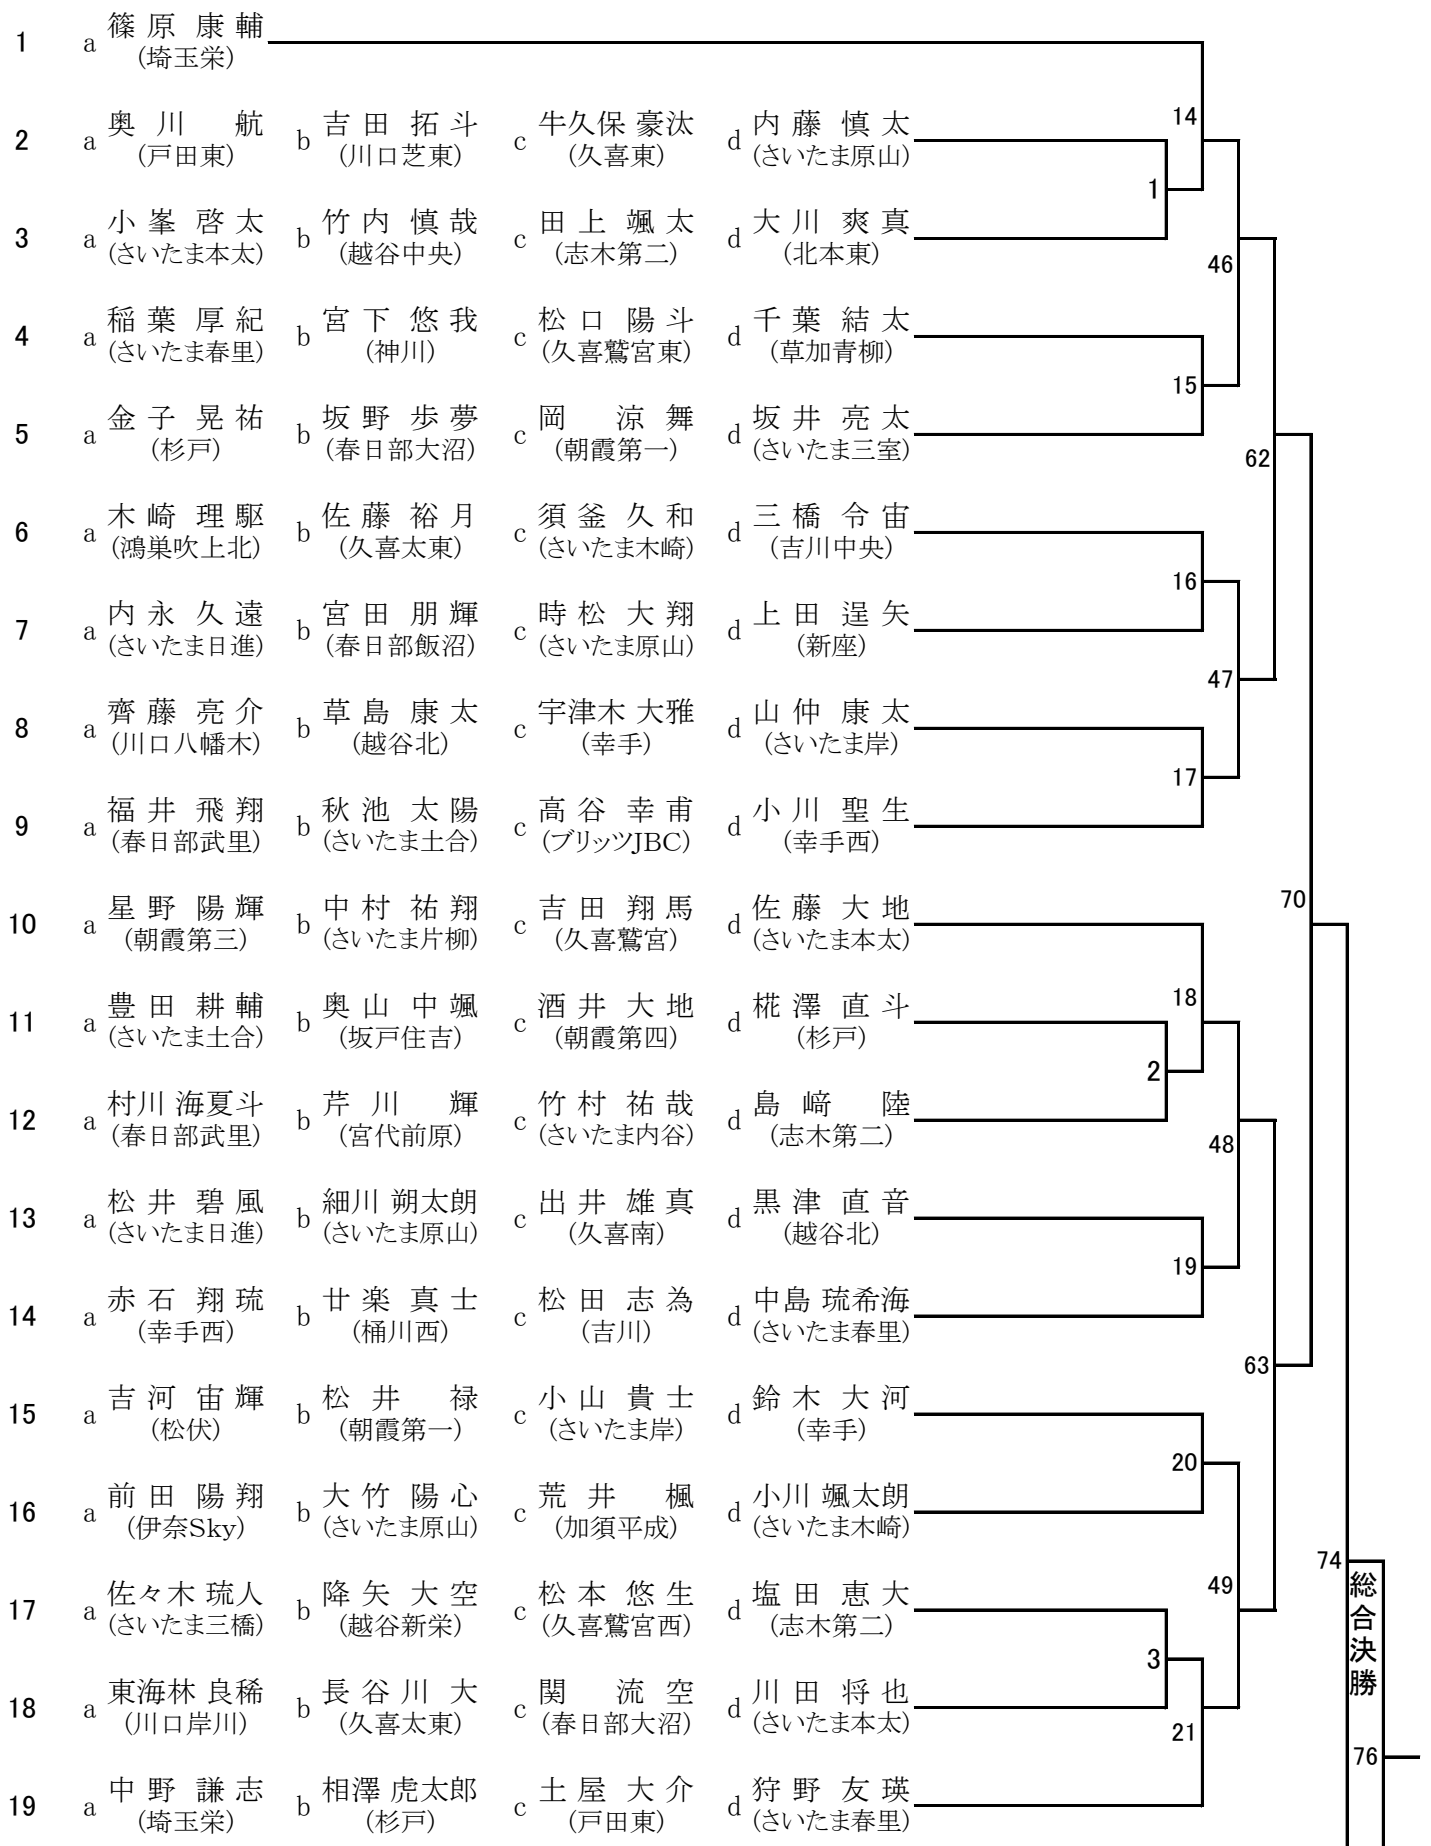 1 a 篠原 康輔
(埼玉栄)
14
2 a 奥川 航 b 吉田 拓斗 c 牛久保 豪汰 d 内藤 慎太
(戸田東) (川口芝東) (久喜東) (さいたま原山)
1
3 a 小峯 啓太 b 竹内 慎哉 c 田上 颯太 d 大川 爽真
(さいたま本太) (越谷中央) (志木第二) (北本東)
46
4 a 稲葉 厚紀 b 宮下 悠我 c 松口 陽斗 d 千葉 結太
(さいたま春里) (神川) (久喜鷲宮東) (草加青柳)
15
5 a 金子 晃祐 b 坂野 歩夢 c 岡 涼舞 d 坂井 亮太
(杉戸) (春日部大沼) (朝霞第一) (さいたま三室)
62
6 a 木崎 理駆 b 佐藤 裕月 c 須釜 久和 d 三橋 令宙
(鴻巣吹上北) (久喜太東) (さいたま木崎) (吉川中央)
16
7 a 内永 久遠 b 宮田 朋輝 c 時松 大翔 d 上田 逞矢
(さいたま日進) (春日部飯沼) (さいたま原山) (新座)
47
8 a 齊藤 亮介 b 草島 康太 c 宇津木 大雅 d 山仲 康太
(川口八幡木) (越谷北) (幸手) (さいたま岸)
17
9 a 福井 飛翔 b 秋池 太陽 c 高谷 幸甫 d 小川 聖生
(春日部武里) (さいたま土合) (ブリッツJBC) (幸手西)
70
10 a 星野 陽輝 b 中村 祐翔 c 吉田 翔馬 d 佐藤 大地
(朝霞第三) (さいたま片柳) (久喜鷲宮) (さいたま本太)
18
11 a 豊田 耕輔 b 奥山 中颯 c 酒井 大地 d 椛澤 直斗
(さいたま土合) (坂戸住吉) (朝霞第四) (杉戸)
2
12 a 村川 海夏斗 b 芹川 輝 c 竹村 祐哉 d 島﨑 陸
(春日部武里) (宮代前原) (さいたま内谷) (志木第二)
48
13 a 松井 碧風 b 細川 朔太朗 c 出井 雄真 d 黒津 直音
(さいたま日進) (さいたま原山) (久喜南) (越谷北)
19
14 a 赤石 翔琉 b 廿楽 真士 c 松田 志為 d 中島 琉希海
(幸手西) (桶川西) (吉川) (さいたま春里)
63
15 a 吉河 宙輝 b 松井 禄 c 小山 貴士 d 鈴木 大河
(松伏) (朝霞第一) (さいたま岸) (幸手)
20
16 a 前田 陽翔 b 大竹 陽心 c 荒井 楓 d 小川 颯太朗
(伊奈Sky) (さいたま原山) (加須平成) (さいたま木崎)
74
総合決勝
49
17 a 佐々木 琉人 b 降矢 大空 c 松本 悠生 d 塩田 恵大
(さいたま三橋) (越谷新栄) (久喜鷲宮西) (志木第二)
3
18 a 東海林 良稀 b 長谷川 大 c 関 流空 d 川田 将也
(川口岸川) (久喜太東) (春日部大沼) (さいたま本太)
21
76
19 a 中野 謙志 b 相澤 虎太郎 c 土屋 大介 d 狩野 友瑛
(埼玉栄) (杉戸) (戸田東) (さいたま春里)